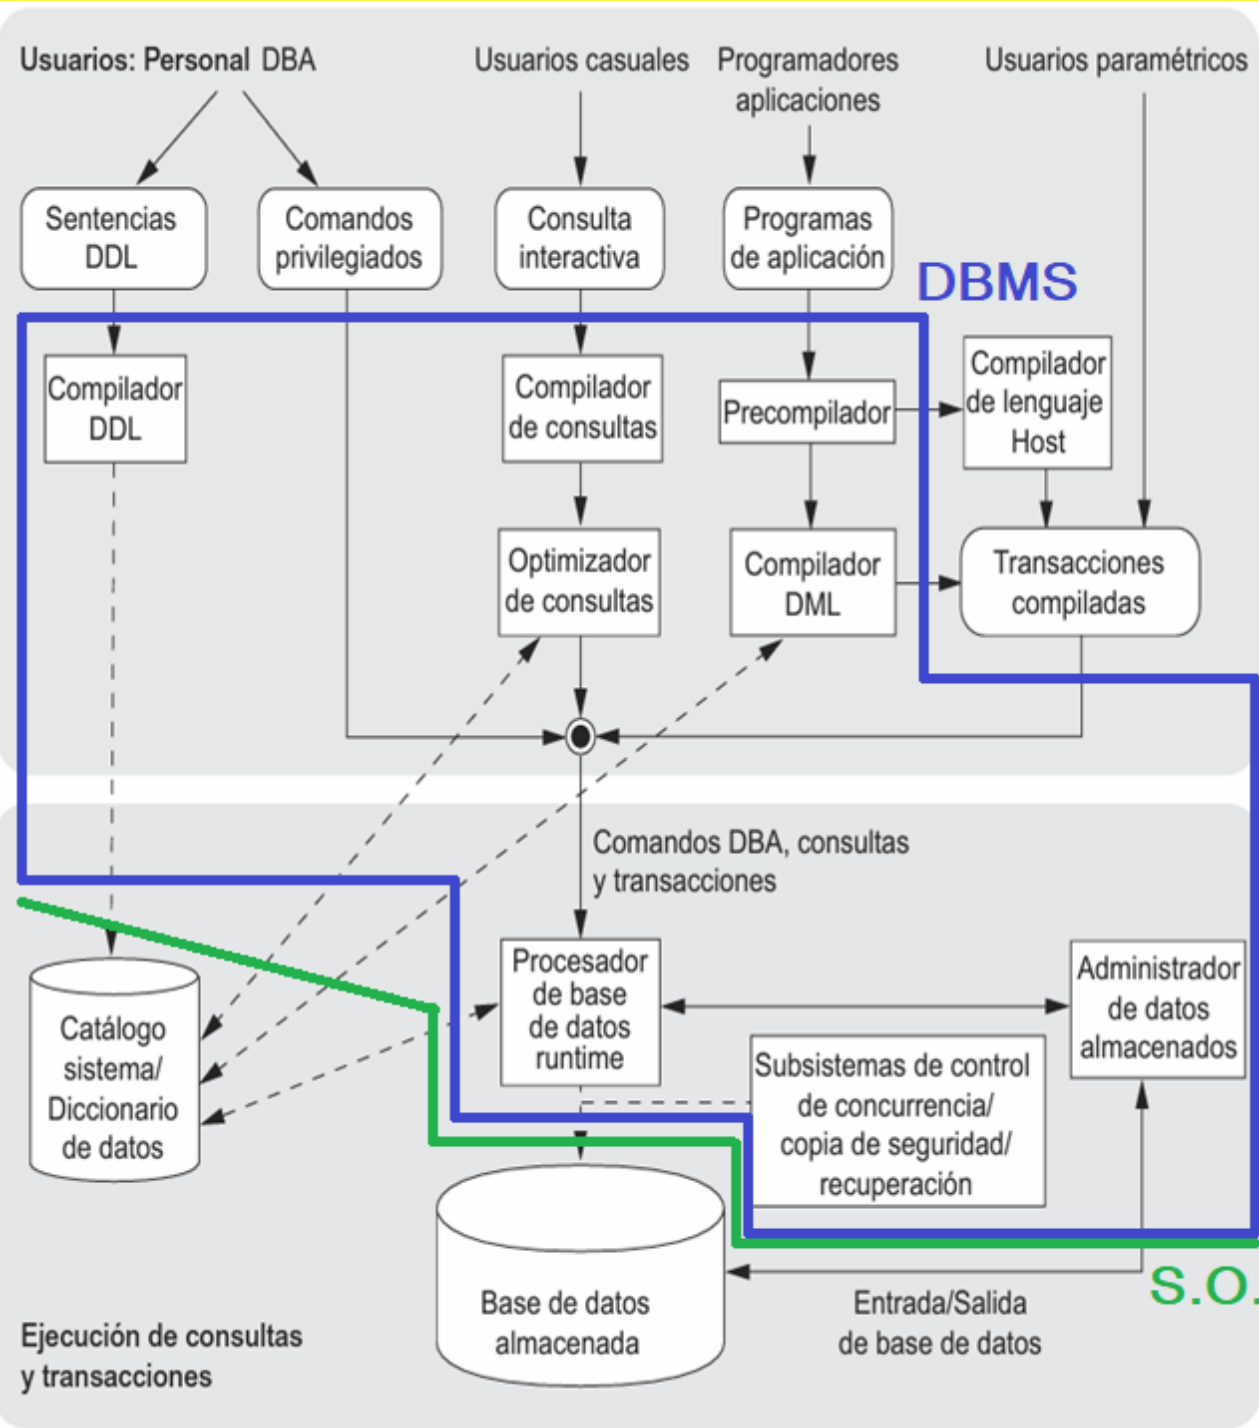 Usuarios: Personal DBA
Usuarios casuales
Programadores
aplicaciones
Usuarios paramétricos
Sentencias
DDL
Comandos
privilegiados
Consulta
interactiva
Programas
de aplicación
DBMS
Compilador
DDL
Compilador
de consultas
Precompilador
Compilador
de lenguaje
Host
Optimizador
de consultas
Compilador
DML
Transacciones
compiladas
Comandos DBA, consultas
y transacciones
Procesador
de base
de datos
runtime
Administrador
de datos
almacenados
Catálogo
sistema/
Diccionario
de datos
Subsistemas de control
de concurrencia/
copia de seguridad/
recuperación
S.O.
Base de datos
almacenada
Entrada/Salida
de base de datos
Ejecución de consultas
y transacciones